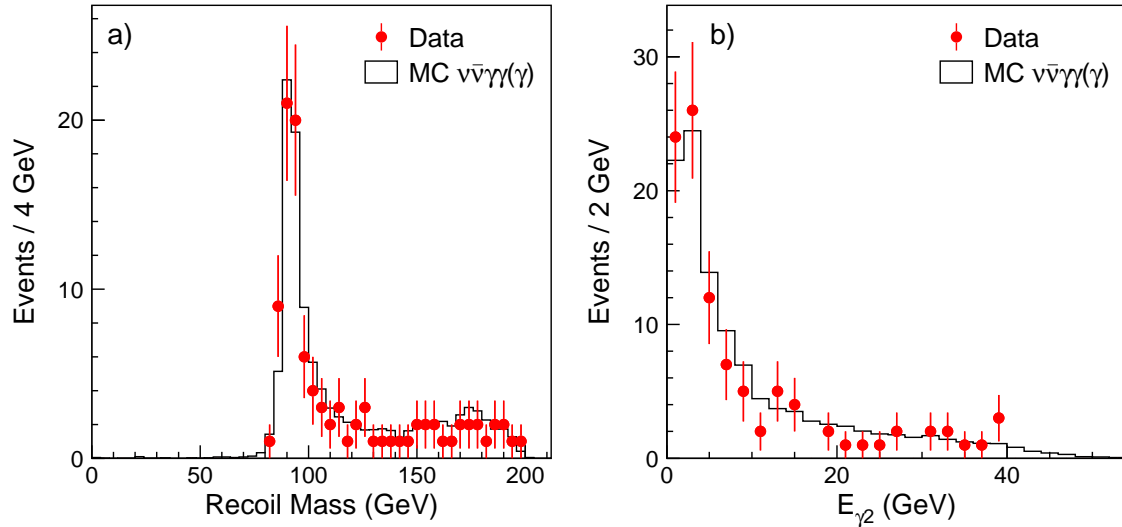 a)
Data
MC νν̄γγ(γ)
Events / 4 GeV
20
10
0
0
50
100
150
200
Recoil Mass (GeV)
b)
Data
MC νν̄γγ(γ)
Events / 2 GeV
30
20
10
0
0
20
40
Eγ2 (GeV)